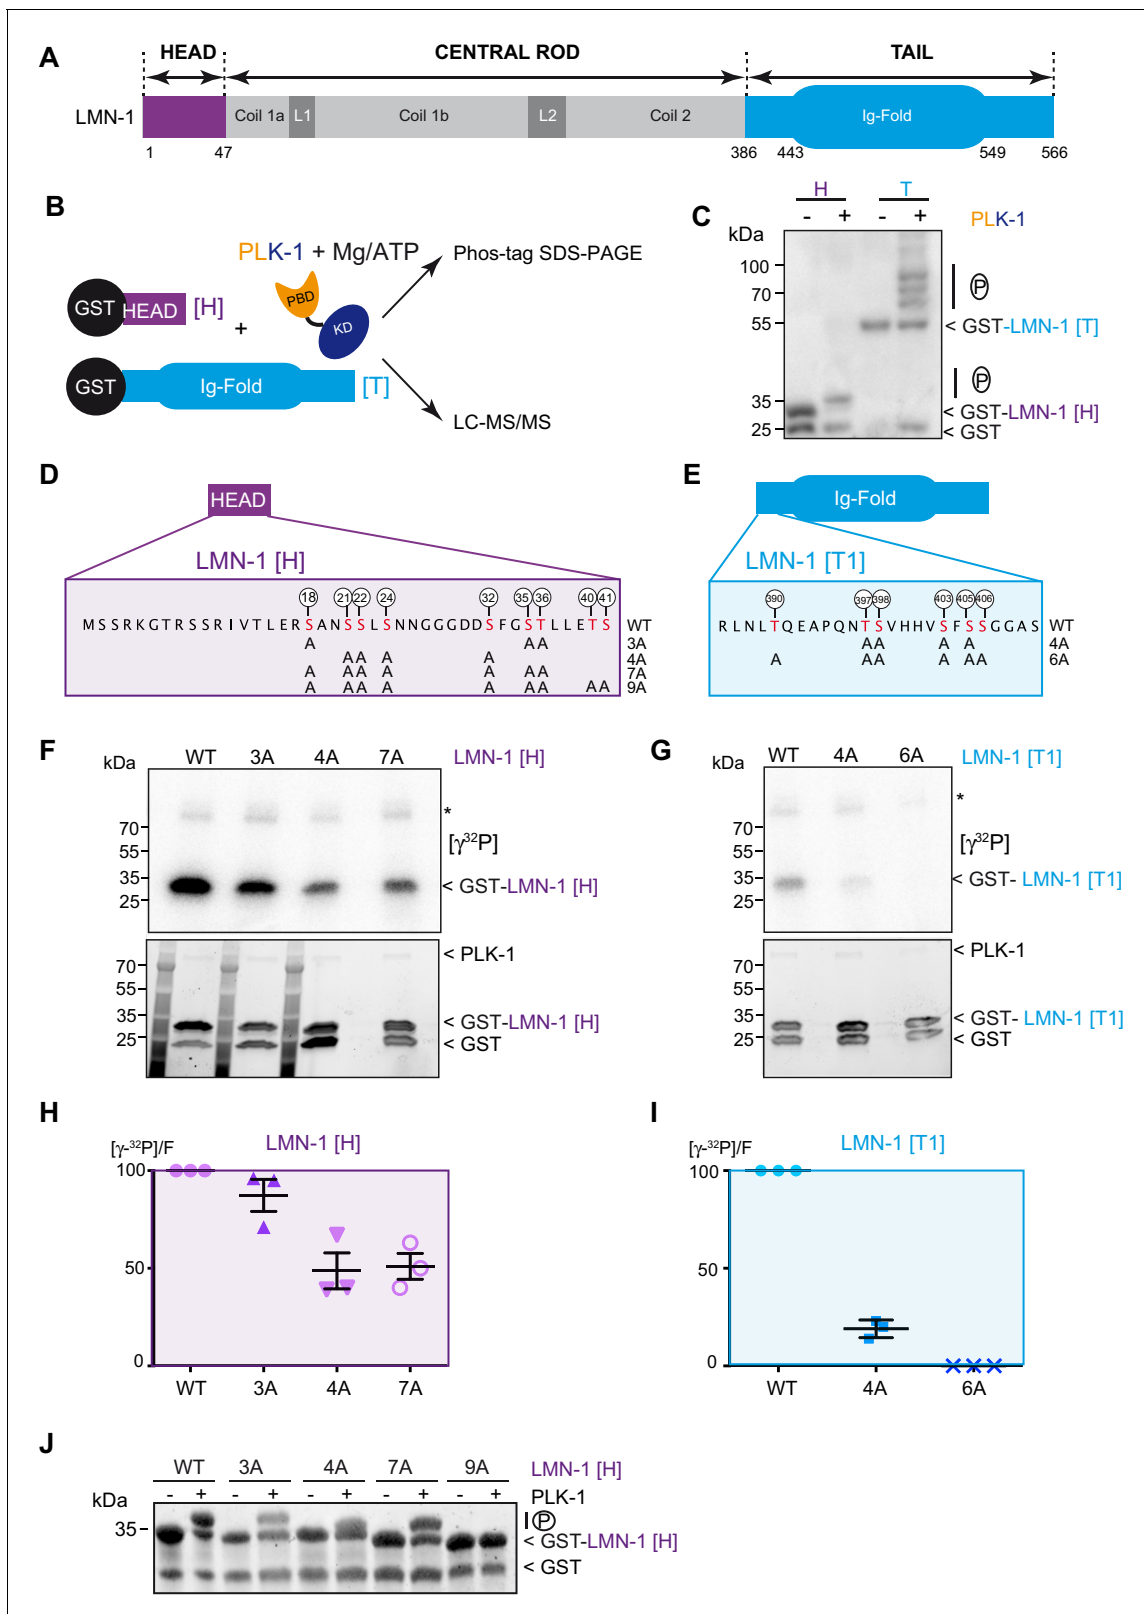 A
HEAD CENTRAL ROD TAIL
LMN-1 Coil 1a L1 Coil 1b L2 Coil 2 Ig-Fold
1 47 386 443 549 566
B
PLK-1 + Mg/ATP
Phos-tag SDS-PAGE
GST HEAD [H]
+
PBD
KD
GST Ig-Fold [T]
LC-MS/MS
C
H T
- + - + PLK-1
kDa
100
70
55
35
25
P
< GST-LMN-1 [T]
P
< GST-LMN-1 [H]
< GST
D
HEAD
LMN-1 [H]
18 21 22 24 32 35 36 40 41
MSSRKGTRSSRIVTLERSANSSLSNNGGGDDSFGSTLLETS WT
A AA 3A
AA A A 4A
A AA A A AA 7A
A AA A A AA AA 9A
E
Ig-Fold
LMN-1 [T1]
390 397 398 403 405 406
RLNLTQEAPQNTSVHHVSFSSGGAS WT
AA A A 4A
A AA A AA 6A
F
kDa WT 3A 4A 7A LMN-1 [H]
*
70
55
35
25
[γ³²P]
< GST-LMN-1 [H]
70
55
35
25
< PLK-1
< GST-LMN-1 [H]
< GST
G
kDa WT 4A 6A LMN-1 [T1]
*
70
55
35
25
[γ³²P]
< GST- LMN-1 [T1]
70
55
35
25
< PLK-1
< GST- LMN-1 [T1]
< GST
H
[γ-³²P]/F LMN-1 [H]
100
50
0
WT 3A 4A 7A
I
[γ-³²P]/F LMN-1 [T1]
100
50
0
WT 4A 6A
J
WT 3A 4A 7A 9A LMN-1 [H]
- + - + - + - + - + PLK-1
kDa
35
P
< GST-LMN-1 [H]
< GST